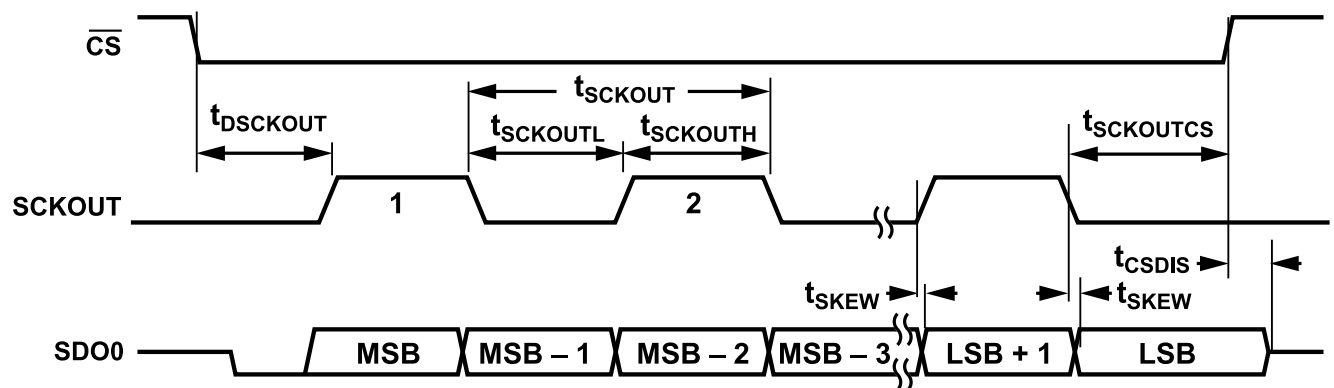 CS
tSCKOUT
tDSCKOUT
tSCKOUTL
tSCKOUTH
tSCKOUTCS
SCKOUT
1
2
tCSDIS
tSKEW
tSKEW
SDO0
MSB
MSB – 1
MSB – 2
MSB – 3
LSB + 1
LSB